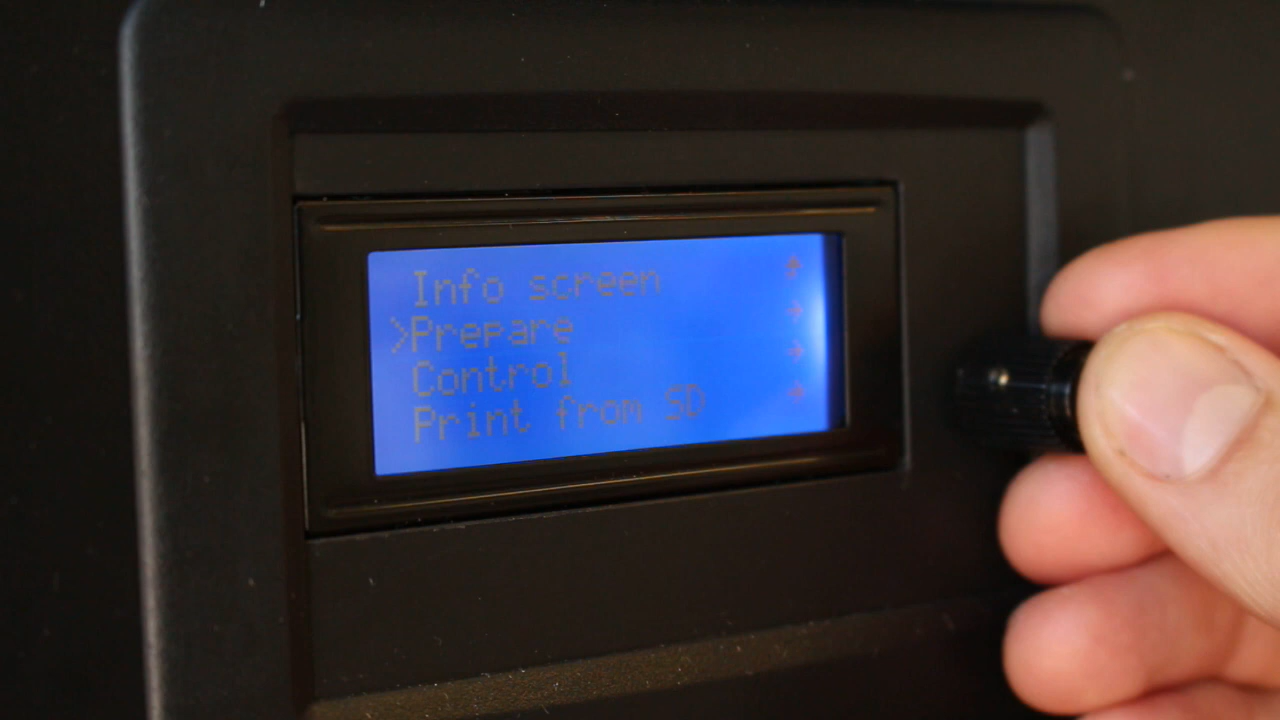 Info screen ↑
>Prepare →
Control →
Print from SD →